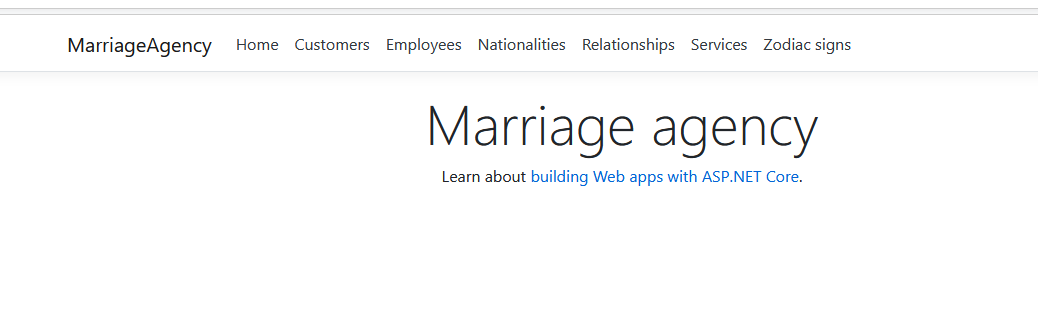 MarriageAgency Home Customers Employees Nationalities Relationships Services Zodiac signs
Marriage agency
Learn about building Web apps with ASP.NET Core.